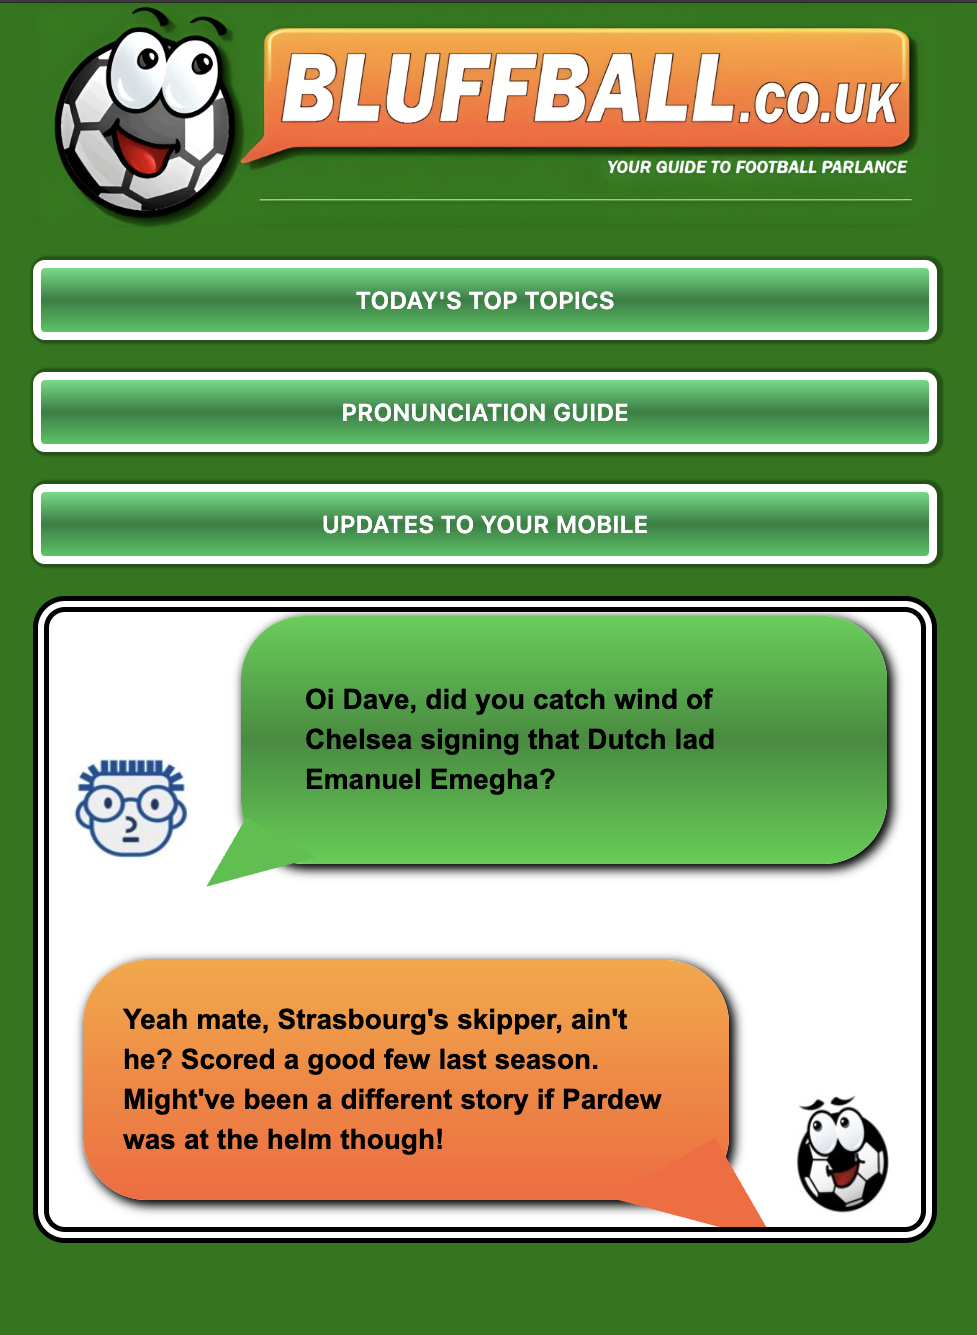 BLUFFBALL.CO.UK
YOUR GUIDE TO FOOTBALL PARLANCE
TODAY'S TOP TOPICS
PRONUNCIATION GUIDE
UPDATES TO YOUR MOBILE
Oi Dave, did you catch wind of
Chelsea signing that Dutch lad
Emanuel Emegha?
Yeah mate, Strasbourg's skipper, ain't
he? Scored a good few last season.
Might've been a different story if Pardew
was at the helm though!